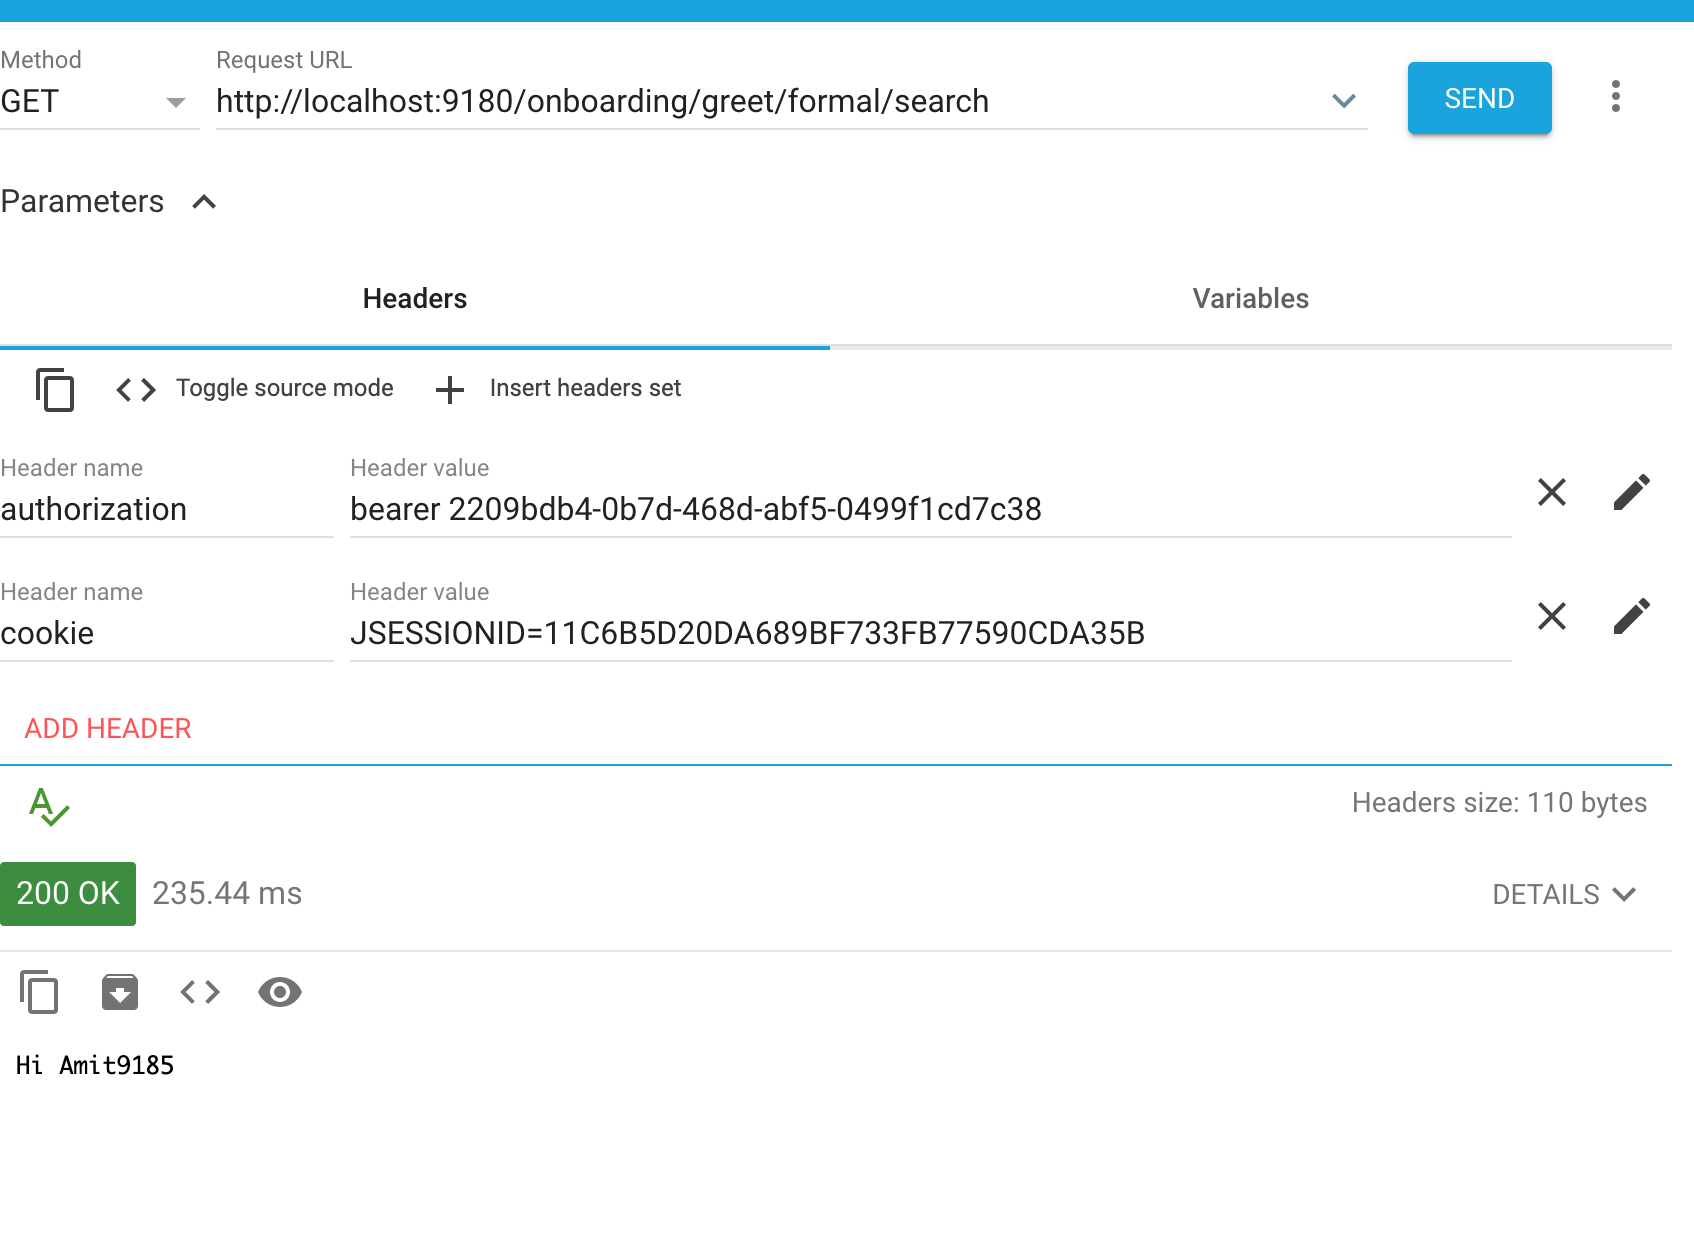 Method
Request URL
GET
http://localhost:9180/onboarding/greet/formal/search
SEND
Parameters
Headers
Variables
Toggle source mode
Insert headers set
Header name
Header value
authorization
bearer 2209bdb4-0b7d-468d-abf5-0499f1cd7c38
Header name
Header value
cookie
JSESSIONID=11C6B5D20DA689BF733FB77590CDA35B
ADD HEADER
Headers size: 110 bytes
200 OK
235.44 ms
DETAILS
Hi Amit9185